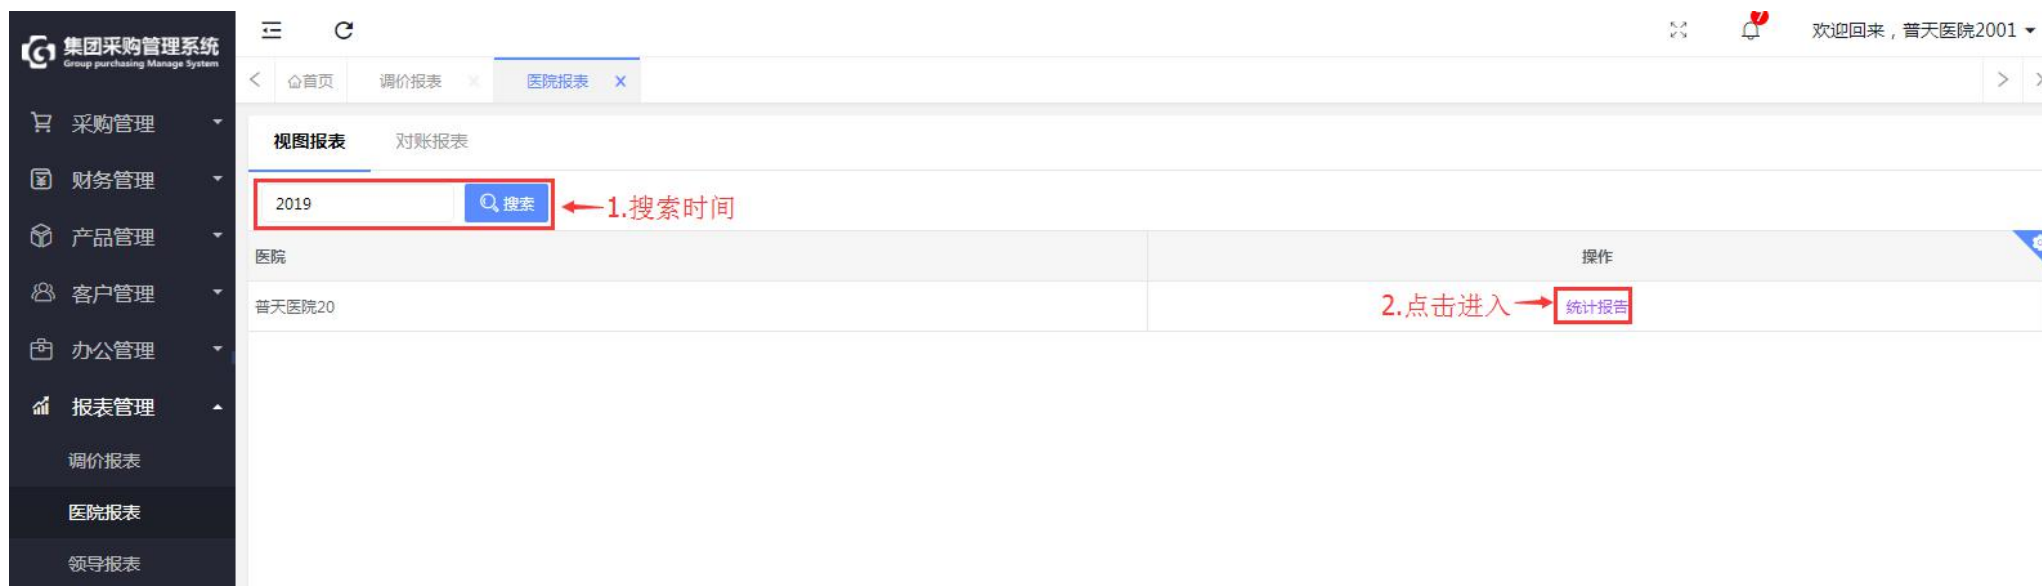 集团采购管理系统
Group purchasing Manage System
7
欢迎回来，普天医院2001
首页 调价报表 医院报表
采购管理
财务管理
产品管理
客户管理
办公管理
报表管理
调价报表
医院报表
领导报表
视图报表 对账报表
2019 搜索 1.搜索时间
医院 操作
普天医院20 2.点击进入 统计报告